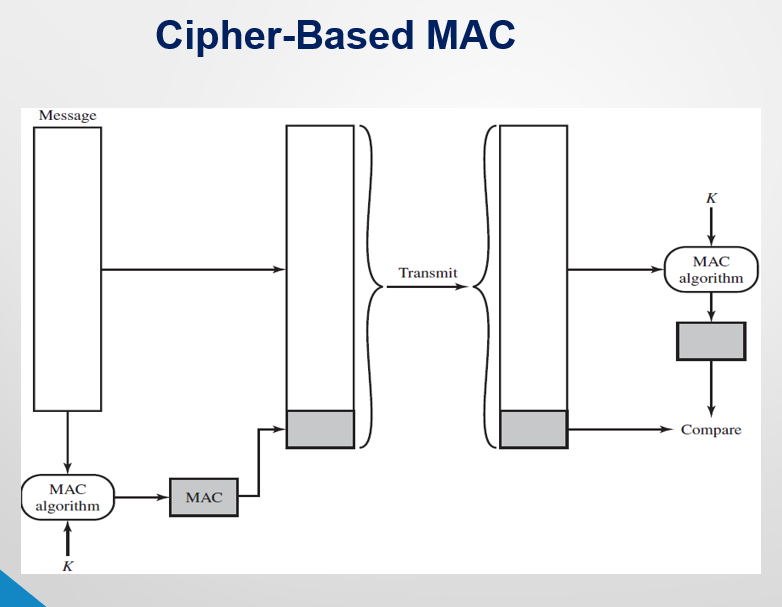 Cipher-Based MAC
Message
K
MAC
algorithm
Transmit
Compare
MAC
algorithm
MAC
K